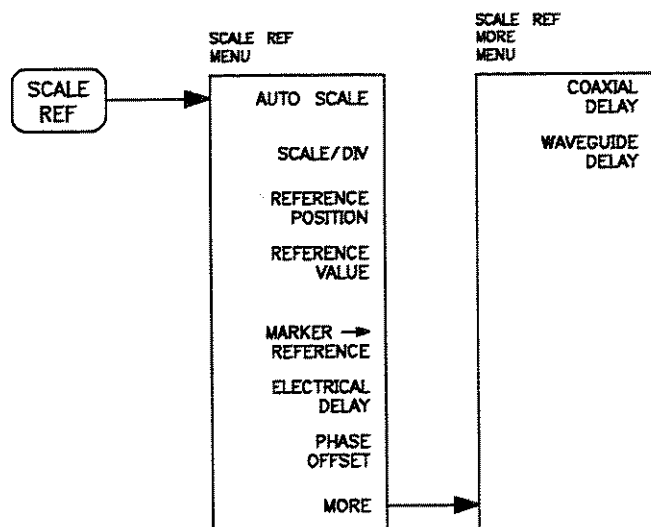 SCALE REF
MENU
SCALE REF
MORE
MENU
SCALE
REF
AUTO SCALE
SCALE/DIV
REFERENCE
POSITION
REFERENCE
VALUE
MARKER →
REFERENCE
ELECTRICAL
DELAY
PHASE
OFFSET
MORE
COAXIAL
DELAY
WAVEGUIDE
DELAY